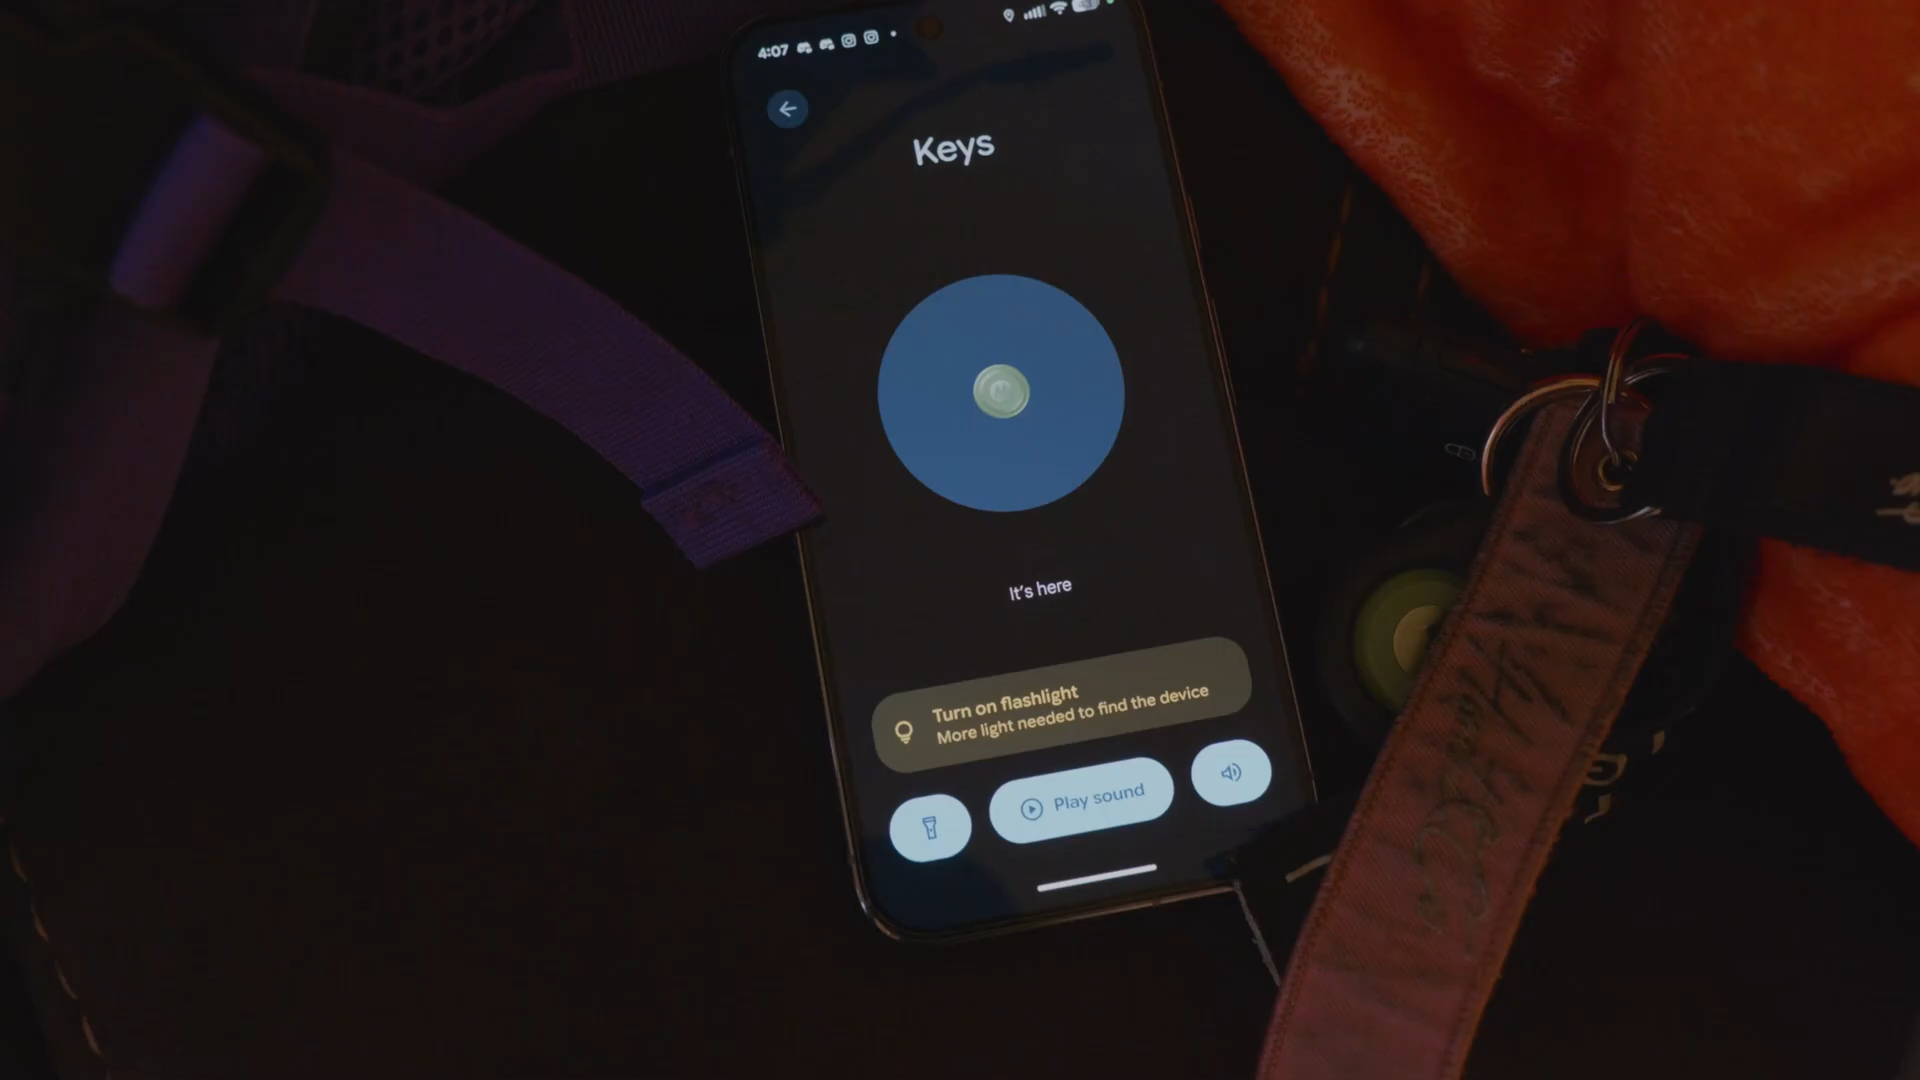 4:07
Keys
It's here
Turn on flashlight
More light needed to find the device
Play sound